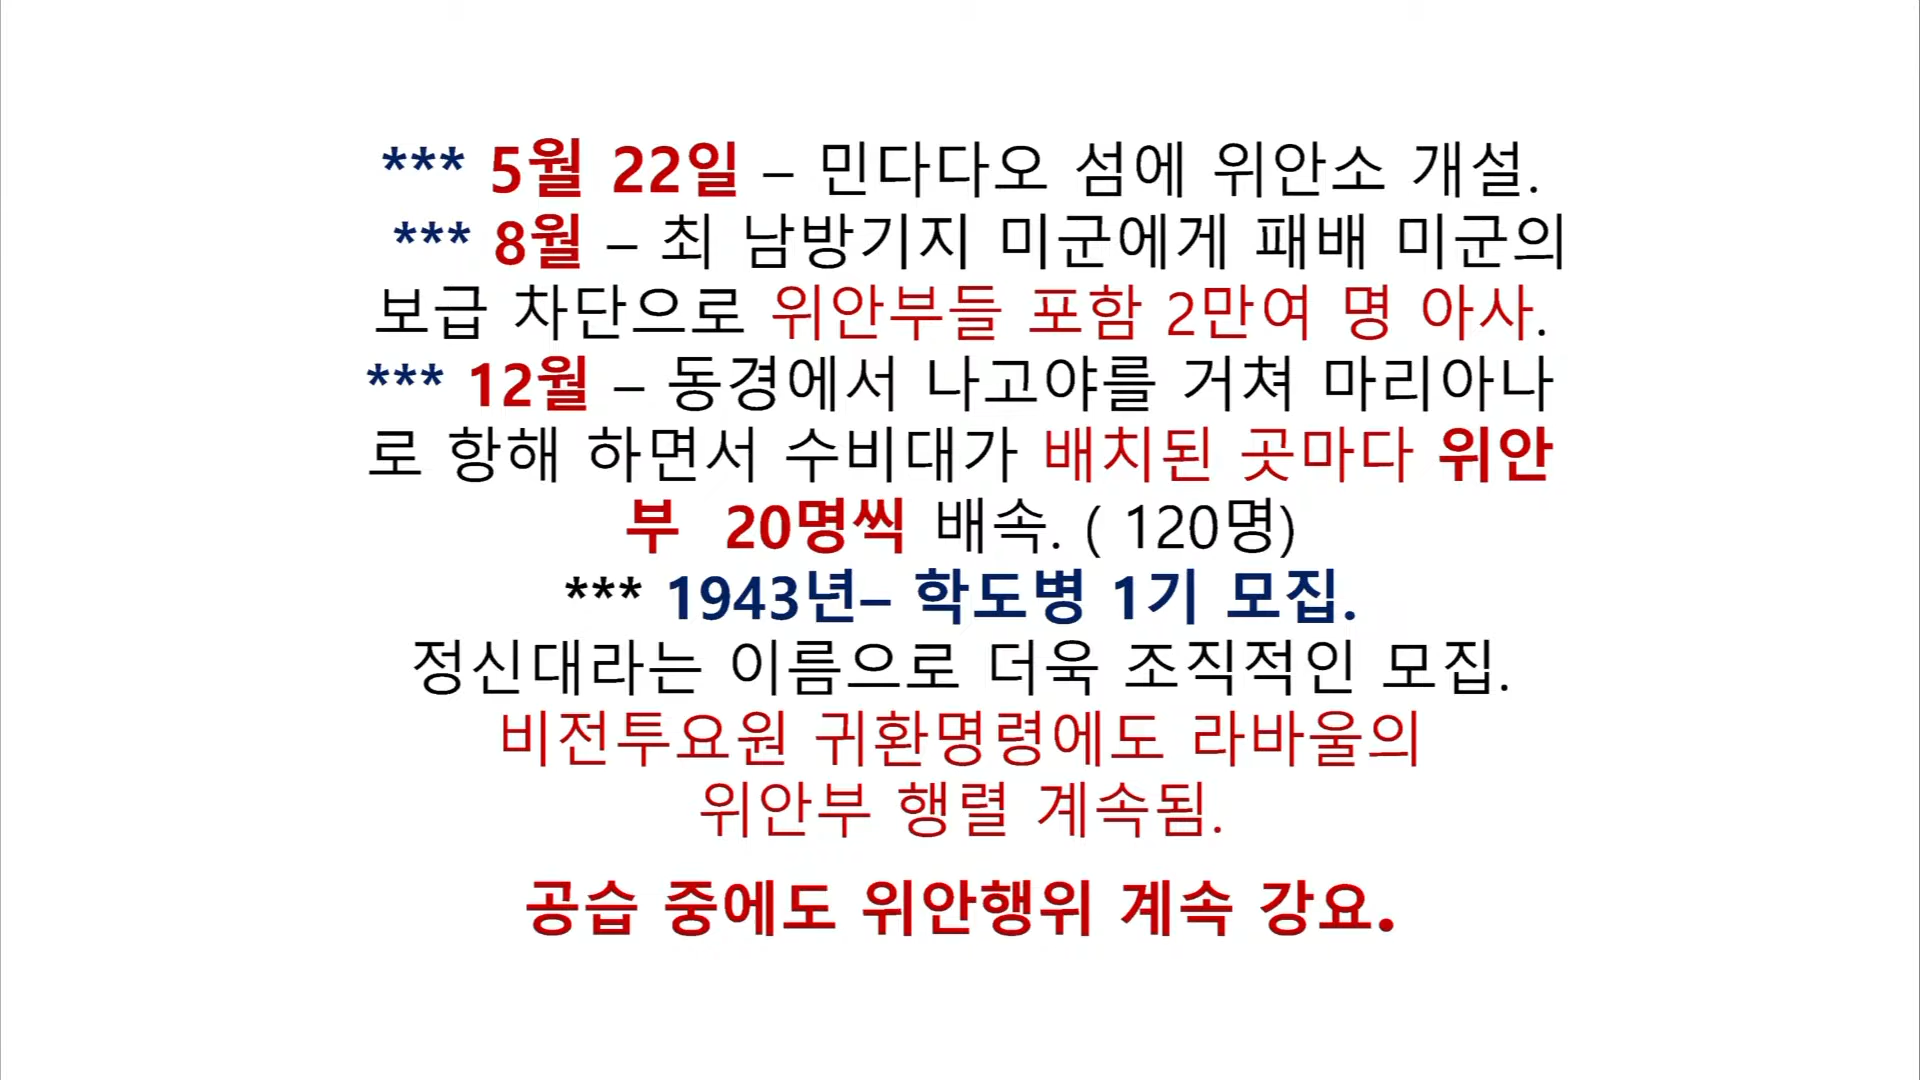 *** 5월 22일 – 민다다오 섬에 위안소 개설.
*** 8월 – 최 남방기지 미군에게 패배 미군의
보급 차단으로 위안부들 포함 2만여 명 아사.
*** 12월 – 동경에서 나고야를 거쳐 마리아나
로 항해 하면서 수비대가 배치된 곳마다 위안
부 20명씩 배속. ( 120명)
*** 1943년– 학도병 1기 모집.
정신대라는 이름으로 더욱 조직적인 모집.
비전투요원 귀환명령에도 라바울의
위안부 행렬 계속됨.
공습 중에도 위안행위 계속 강요.